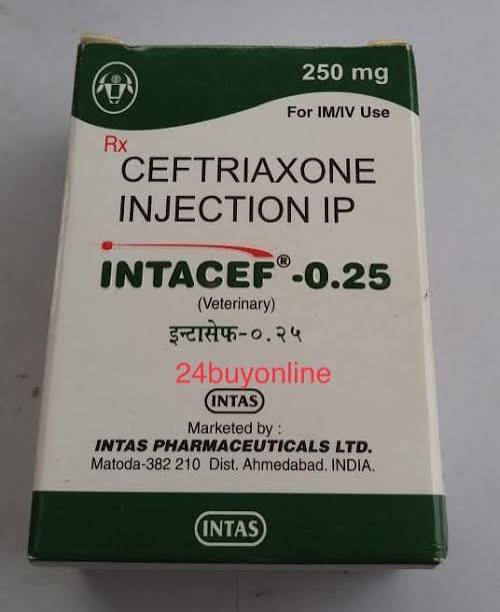 250 mg
For IM/IV Use
Rx
CEFTRIAXONE
INJECTION IP
INTACEF®-0.25
(Veterinary)
इन्टासेफ-०.२५
24buyonline
INTAS
Marketed by :
INTAS PHARMACEUTICALS LTD.
Matoda-382 210 Dist. Ahmedabad. INDIA.
INTAS